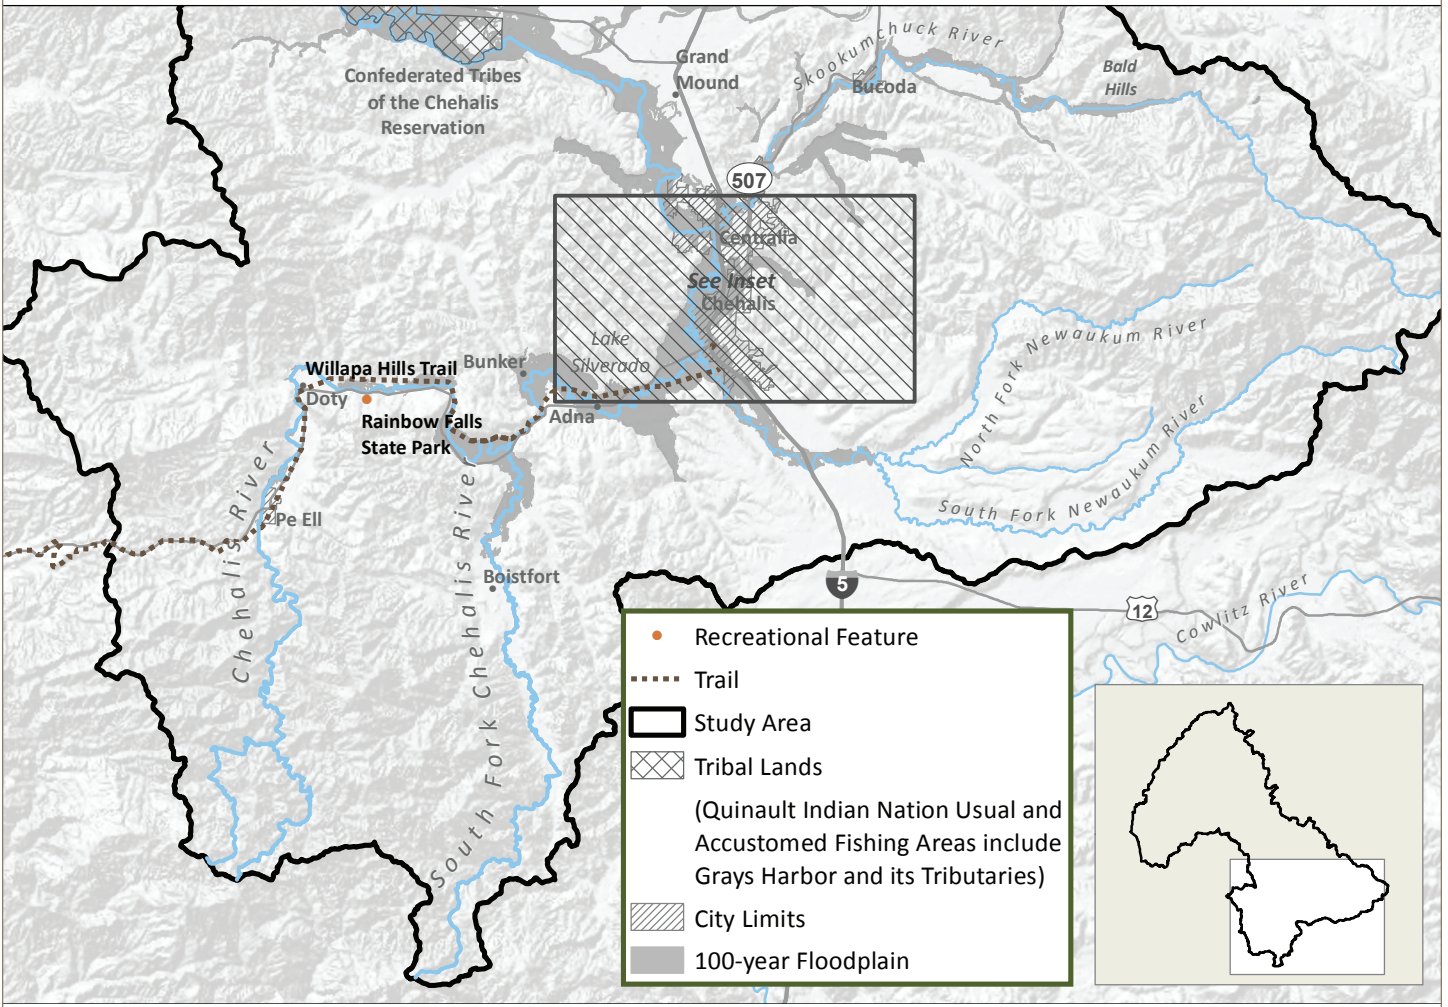 Skookumchuck River
Grand
Mound
Bald
Hills
Confederated Tribes
of the Chehalis
Reservation
Bucoda
507
Centralia
See Inset
Chehalis
Lake
Silverado
North Fork Newaukum River
Willapa Hills Trail
Bunker
Doty
Adna
Rainbow Falls
State Park
South Fork Newaukum River
Pe Ell
Chehalis River
South Fork Chehalis River
Boistfort
5
12
Cowlitz River
Recreational Feature
Trail
Study Area
Tribal Lands
(Quinault Indian Nation Usual and
Accustomed Fishing Areas include
Grays Harbor and its Tributaries)
City Limits
100-year Floodplain